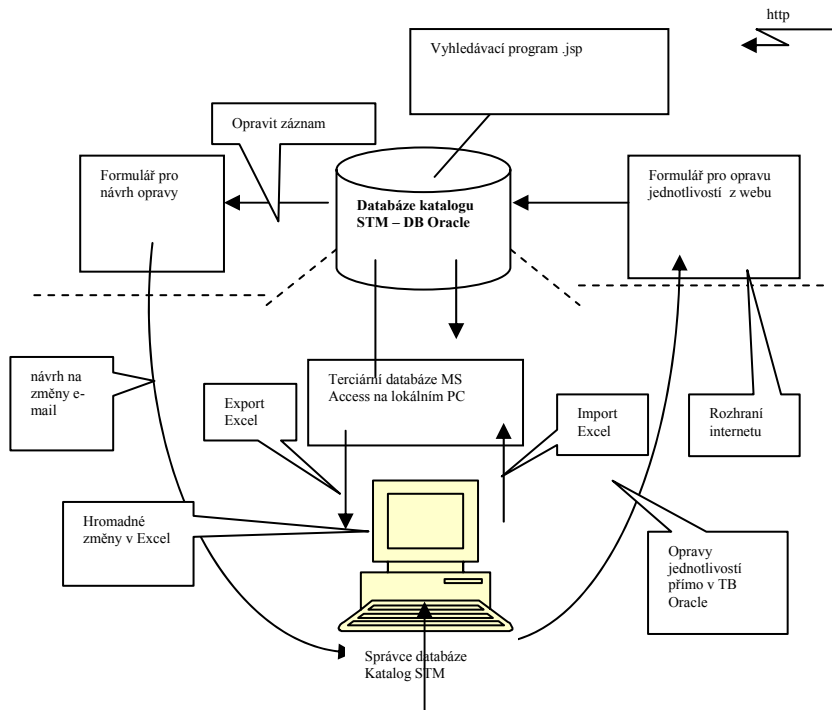 http
Vyhledávací program .jsp
Opravit záznam
Formulář pro
návrh opravy
Databáze katalogu
STM – DB Oracle
Formulář pro opravu
jednotlivostí  z webu
návrh na
změny e-
mail
Export
Excel
Terciární databáze MS
Access na lokálním PC
Import
Excel
Rozhraní
internetu
Hromadné
změny v Excel
Opravy
jednotlivostí
přímo v TB
Oracle
Správce databáze
Katalog STM